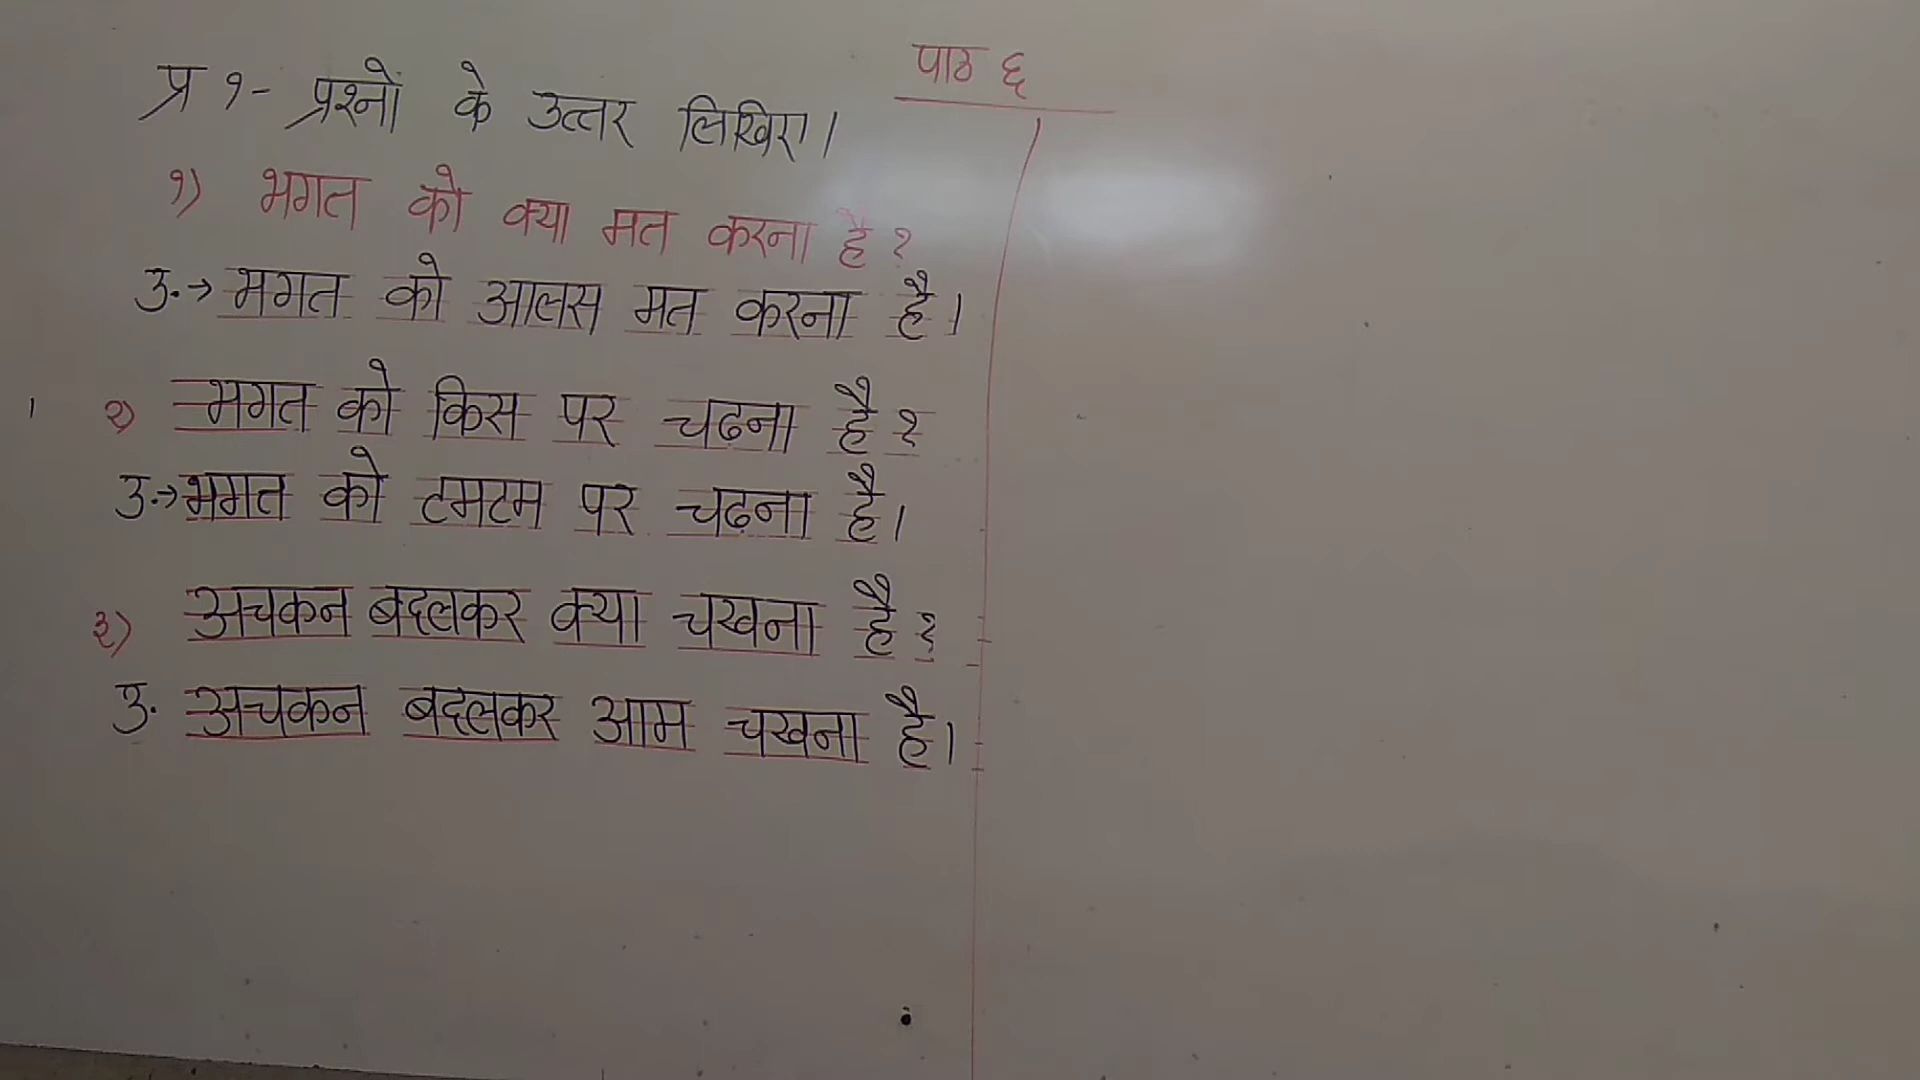 पाठ ६
प्र १- प्रश्नों के उत्तर लिखिए।
१) भगत को क्या मत करना है?
उ.→ भगत को आलस मत करना है।
२) भगत को किस पर चढना है?
उ.→ भगत को टमटम पर चढ़ना है।
३) अचकन बदलकर क्या चखना है?
उ. अचकन बदलकर आम चखना है।